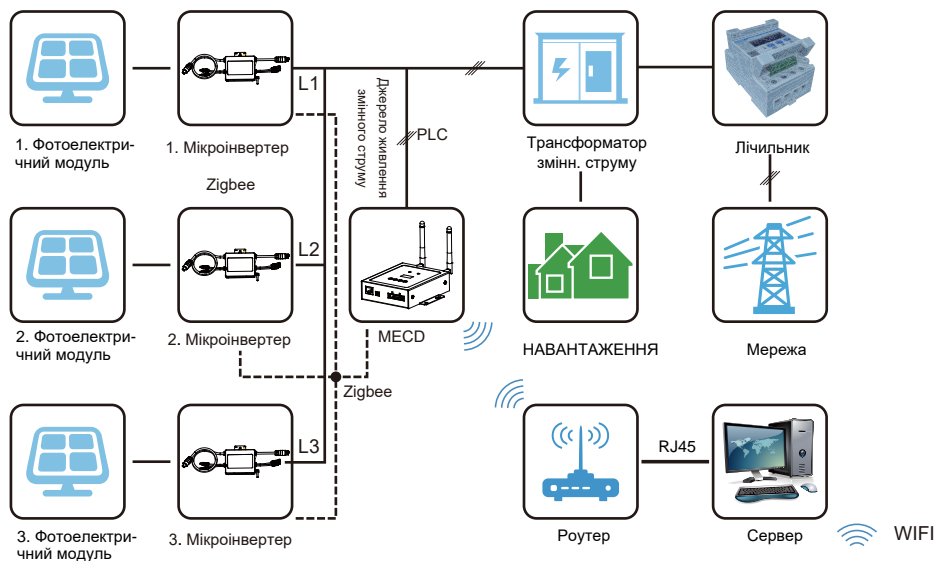 L1
Джерело живлення
змінного струму
PLC
1. Фотоелектри-
чний модуль
1. Мікроінвертер
Трансформатор
змінн. струму
Лічильник
Zigbee
L2
2. Фотоелектри-
чний модуль
2. Мікроінвертер
MECD
НАВАНТАЖЕННЯ
Мережа
Zigbee
L3
RJ45
3. Фотоелектри-
чний модуль
3. Мікроінвертер
Роутер
Сервер
WIFI